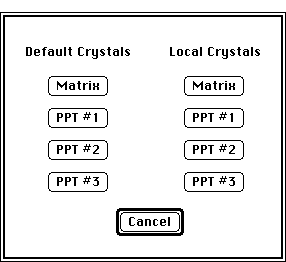 Default Crystals Local Crystals
Matrix Matrix
PPT #1 PPT #1
PPT #2 PPT #2
PPT #3 PPT #3
Cancel